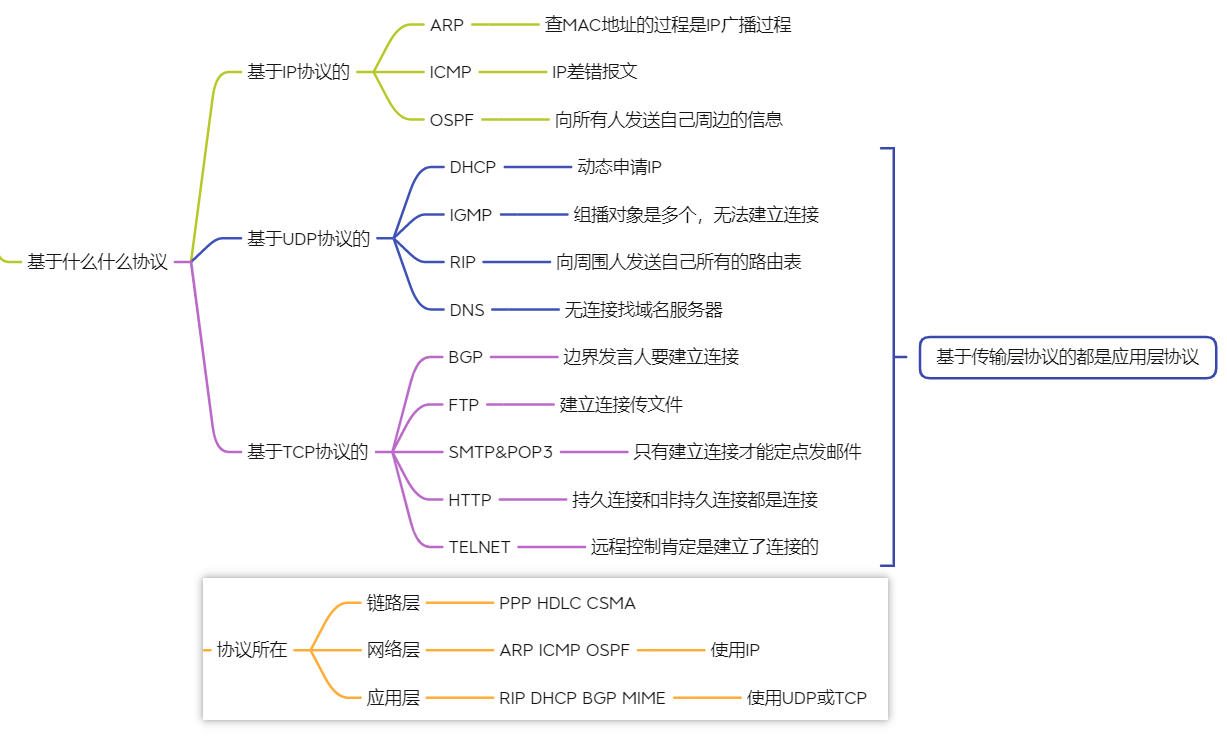 基于什么什么协议
基于IP协议的
ARP
查MAC地址的过程是IP广播过程
ICMP
IP差错报文
OSPF
向所有人发送自己周边的信息
基于UDP协议的
DHCP
动态申请IP
IGMP
组播对象是多个，无法建立连接
RIP
向周围人发送自己所有的路由表
DNS
无连接找域名服务器
基于TCP协议的
BGP
边界发言人要建立连接
FTP
建立连接传文件
SMTP&POP3
只有建立连接才能定点发邮件
HTTP
持久连接和非持久连接都是连接
TELNET
远程控制肯定是建立了连接的
基于传输层协议的都是应用层协议
协议所在
链路层
PPP HDLC CSMA
网络层
ARP ICMP OSPF
使用IP
应用层
RIP DHCP BGP MIME
使用UDP或TCP